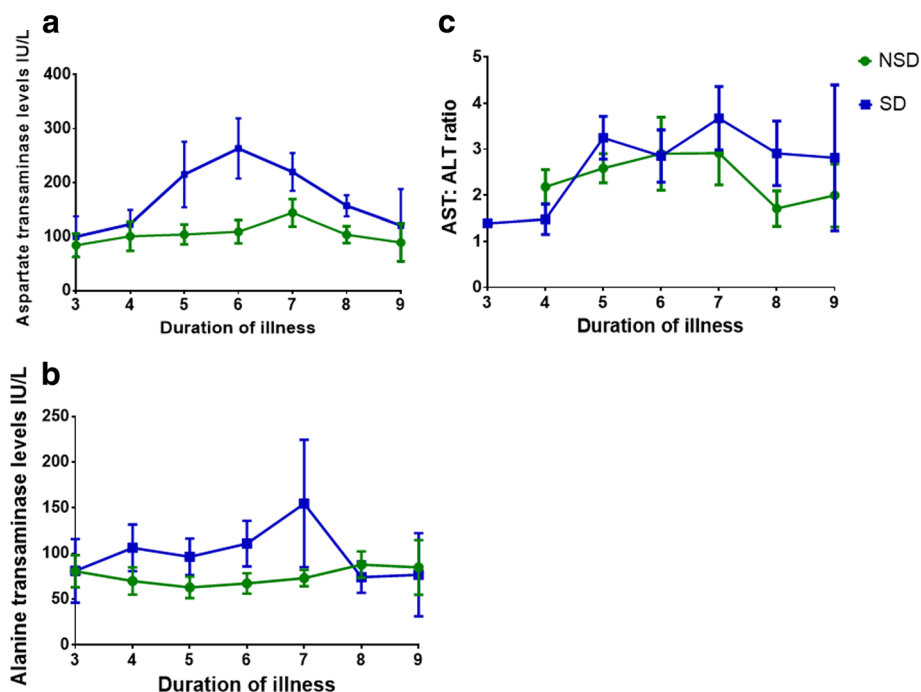 a
Aspartate transaminase levels IU/L
400
300
200
100
0
3 4 5 6 7 8 9
Duration of illness
c
AST: ALT ratio
5
4
3
2
1
0
3 4 5 6 7 8 9
Duration of illness
NSD
SD
b
Alanine transaminase levels IU/L
250
200
150
100
50
0
3 4 5 6 7 8 9
Duration of illness